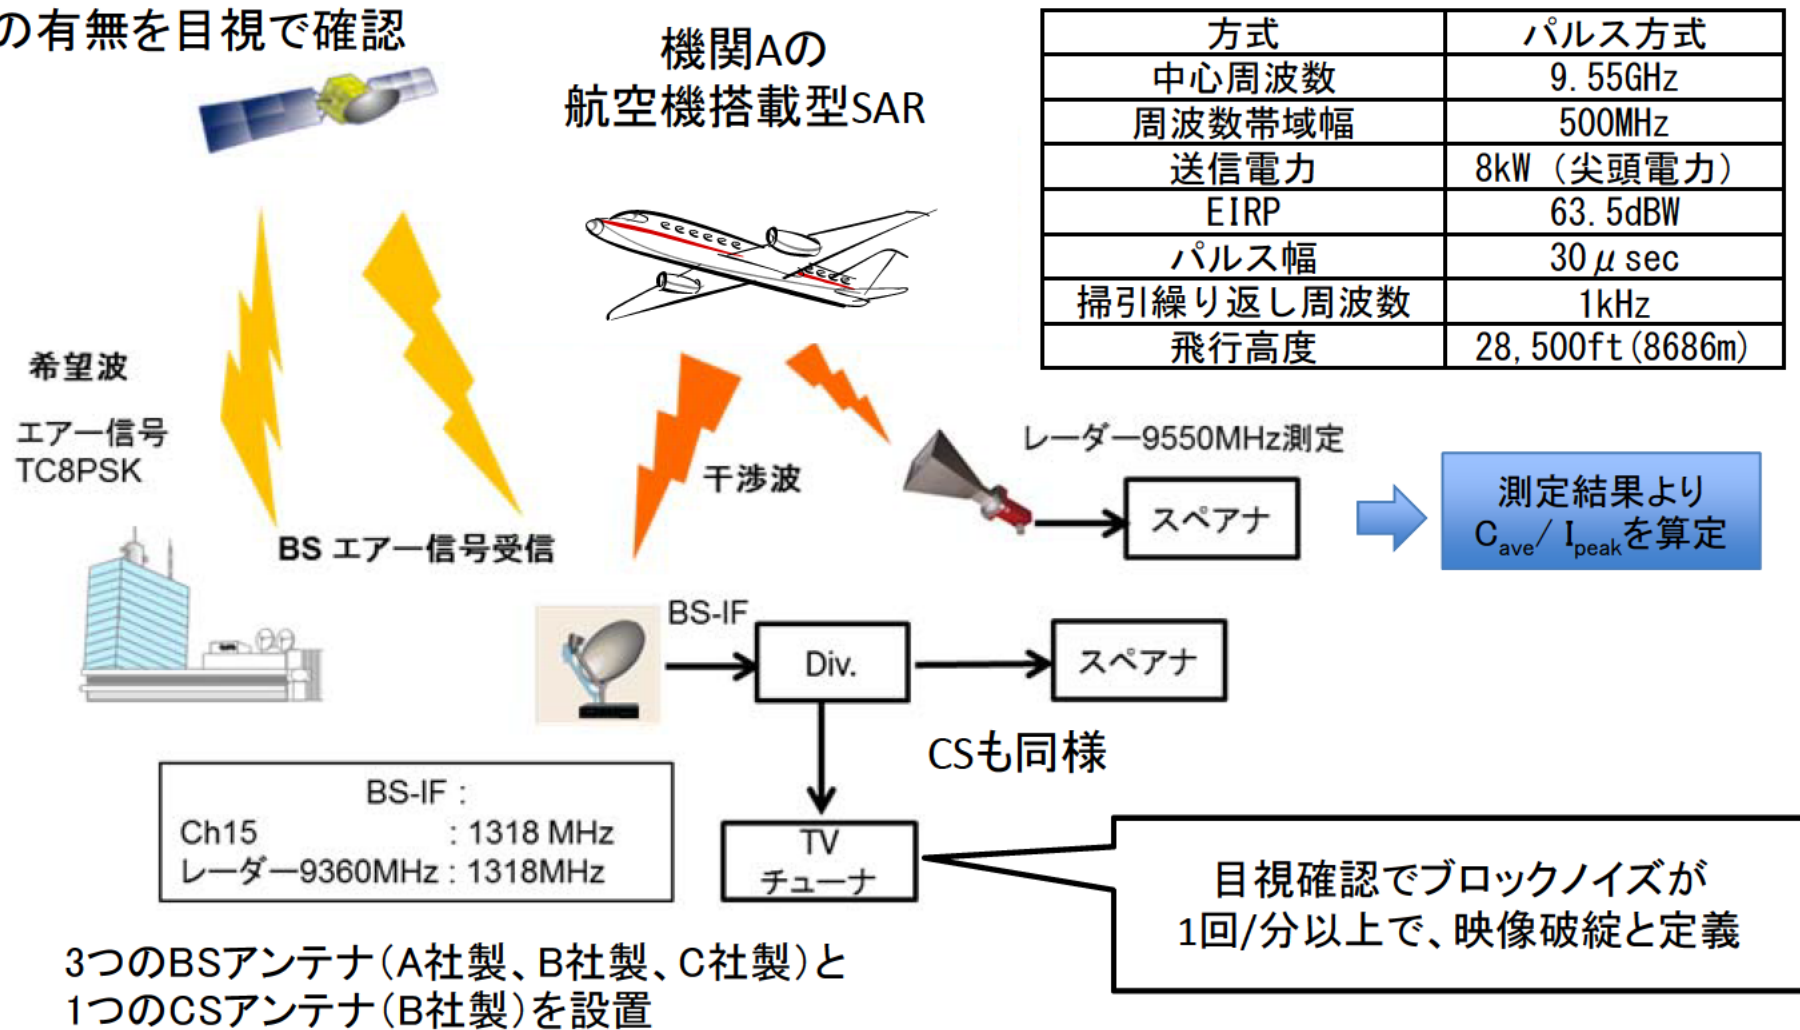 の有無を目視で確認
機関Aの
航空機搭載型SAR
方式 パルス方式
中心周波数 9.55GHz
周波数帯域幅 500MHz
送信電力 8kW（尖頭電力）
EIRP 63.5dBW
パルス幅 30μsec
掃引繰り返し周波数 1kHz
飛行高度 28,500ft(8686m)
希望波
エアー信号
TC8PSK
BS エアー信号受信
干渉波
レーダー9550MHz測定
スペアナ
測定結果より
Cave/ Ipeakを算定
BS-IF
Div.
スペアナ
CSも同様
TV
チューナ
BS-IF :
Ch15 : 1318 MHz
レーダー9360MHz : 1318MHz
目視確認でブロックノイズが
1回/分以上で、映像破綻と定義
3つのBSアンテナ（A社製、B社製、C社製）と
1つのCSアンテナ（B社製）を設置